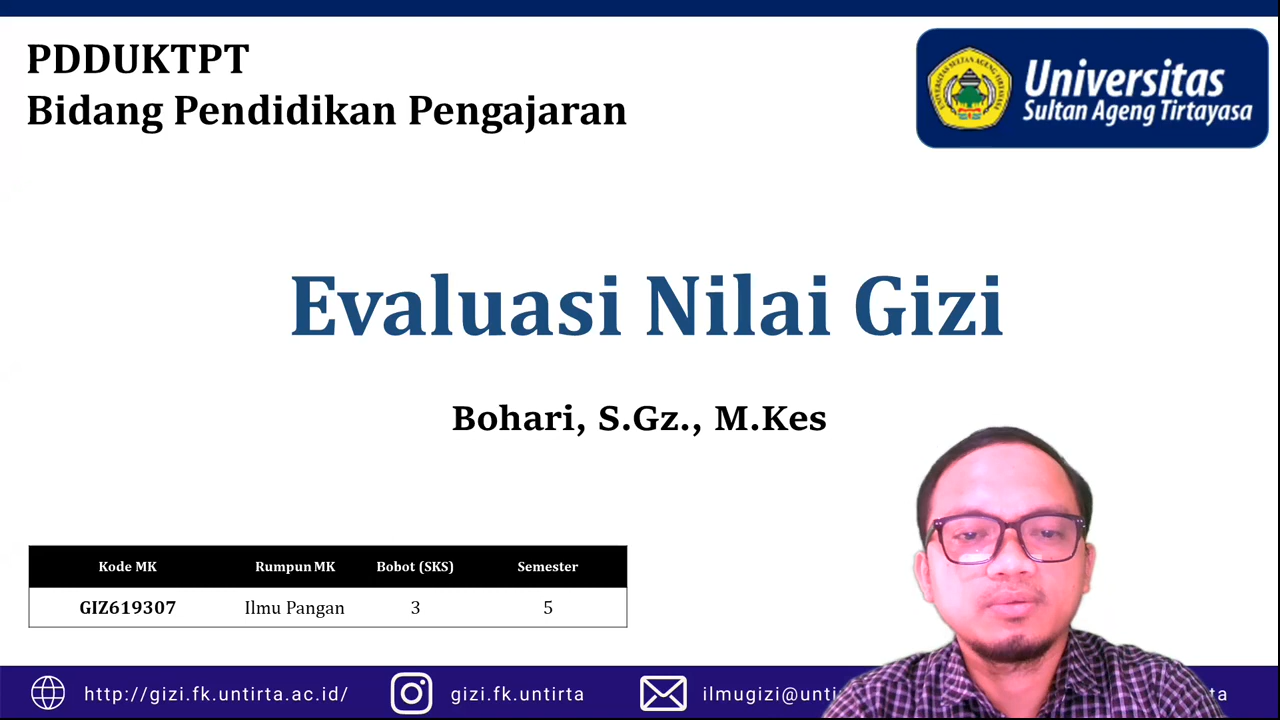 PDDUKTPT
Bidang Pendidikan Pengajaran
Universitas
Sultan Ageng Tirtayasa
Evaluasi Nilai Gizi
Bohari, S.Gz., M.Kes
Kode MK Rumpun MK Bobot (SKS) Semester
GIZ619307 Ilmu Pangan 3 5
http://gizi.fk.untirta.ac.id/ gizi.fk.untirta